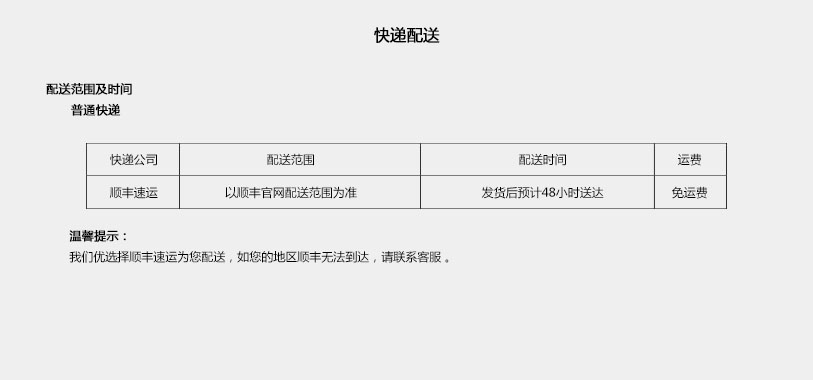 快递配送
配送范围及时间
普通快递
快递公司 配送范围 配送时间 运费
顺丰速运 以顺丰官网配送范围为准 发货后预计48小时送达 免运费
温馨提示：
我们优选择顺丰速运为您配送，如您的地区顺丰无法到达，请联系客服 。